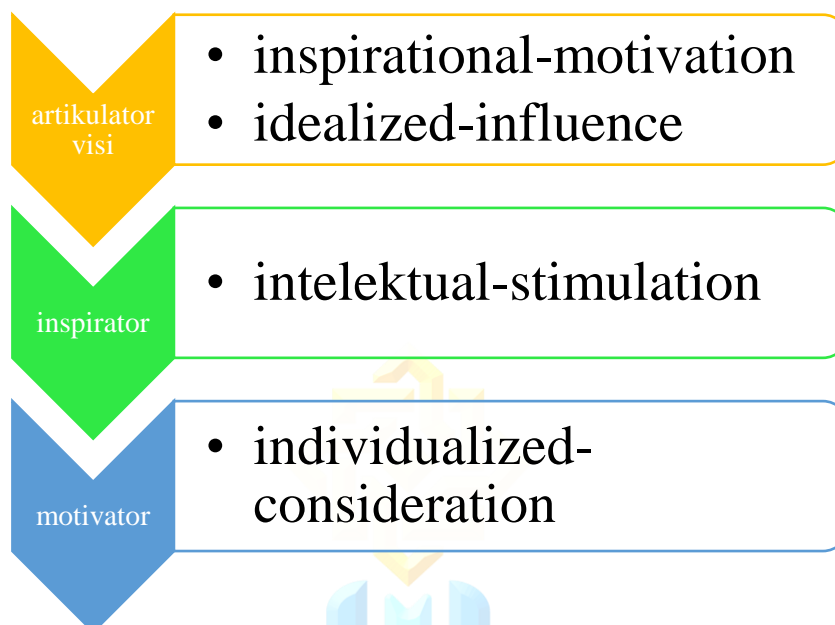 artikulator
visi
• inspirational-motivation
• idealized-influence
inspirator
• intelektual-stimulation
motivator
• individualized-
consideration